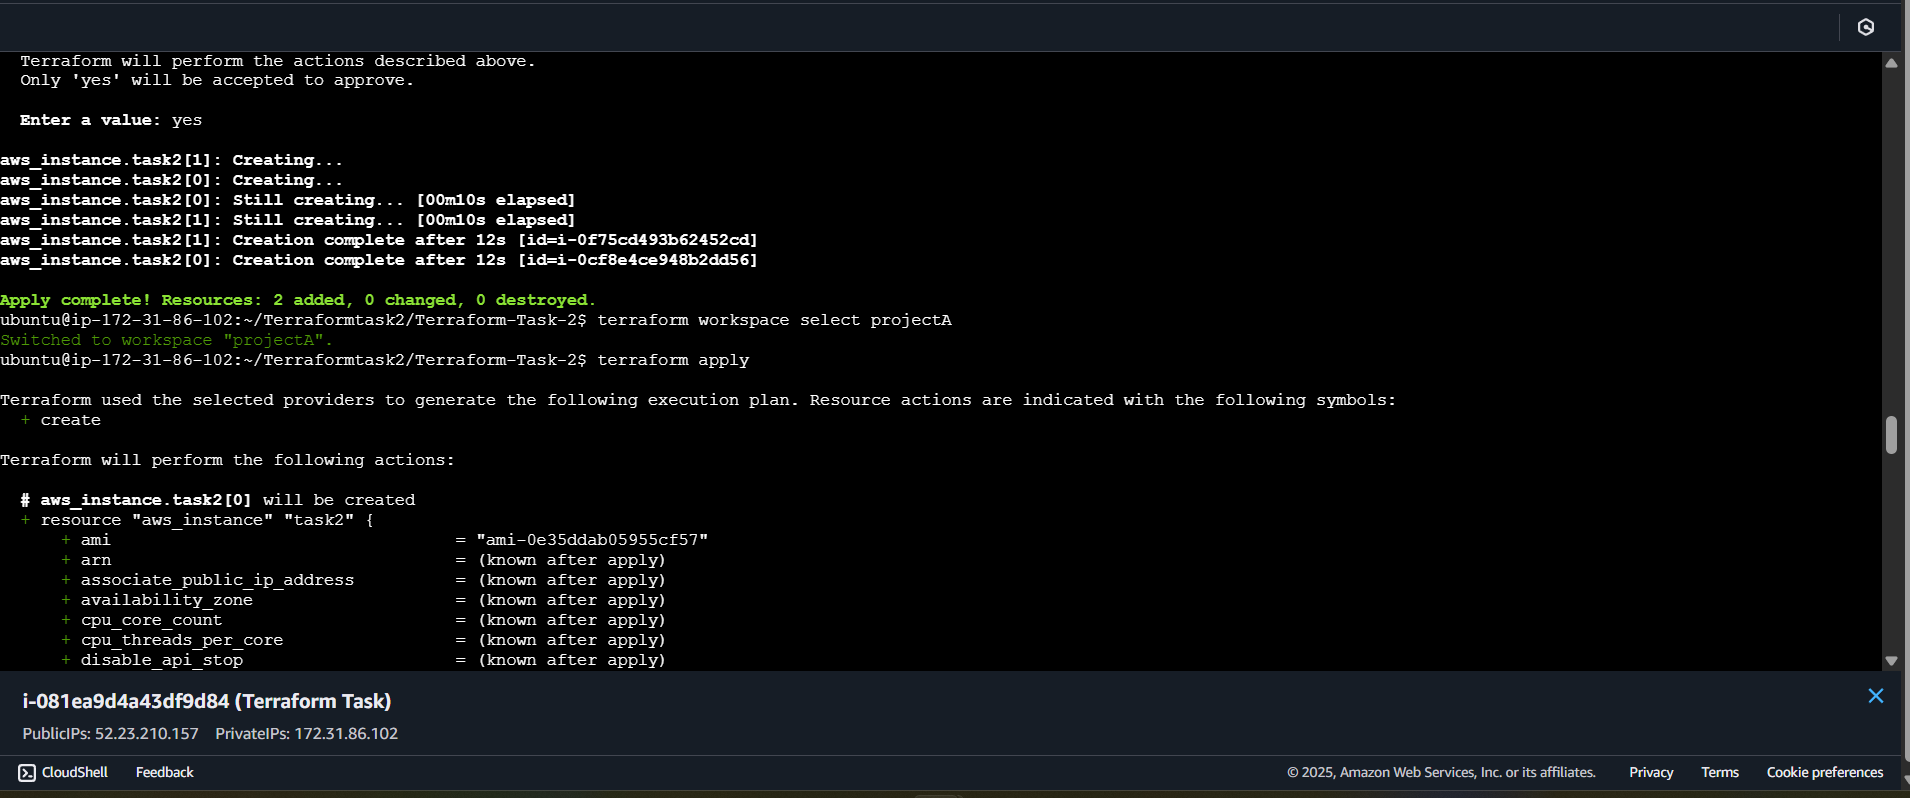 Terraform will perform the actions described above.
Only 'yes' will be accepted to approve.
Enter a value: yes
aws_instance.task2[1]: Creating...
aws_instance.task2[0]: Creating...
aws_instance.task2[0]: Still creating... [00m10s elapsed]
aws_instance.task2[1]: Still creating... [00m10s elapsed]
aws_instance.task2[1]: Creation complete after 12s [id=i-0f75cd493b62452cd]
aws_instance.task2[0]: Creation complete after 12s [id=i-0cf8e4ce948b2dd56]
Apply complete! Resources: 2 added, 0 changed, 0 destroyed.
ubuntu@ip-172-31-86-102:~/Terraformtask2/Terraform-Task-2$ terraform workspace select projectA
Switched to workspace "projectA".
ubuntu@ip-172-31-86-102:~/Terraformtask2/Terraform-Task-2$ terraform apply
Terraform used the selected providers to generate the following execution plan. Resource actions are indicated with the following symbols:
+ create
Terraform will perform the following actions:
# aws_instance.task2[0] will be created
+ resource "aws_instance" "task2" {
+ ami = "ami-0e35ddab05955cf57"
+ arn = (known after apply)
+ associate_public_ip_address = (known after apply)
+ availability_zone = (known after apply)
+ cpu_core_count = (known after apply)
+ cpu_threads_per_core = (known after apply)
+ disable_api_stop = (known after apply)
i-081ea9d4a43df9d84 (Terraform Task)
PublicIPs: 52.23.210.157 PrivateIPs: 172.31.86.102
CloudShell Feedback © 2025, Amazon Web Services, Inc. or its affiliates. Privacy Terms Cookie preferences